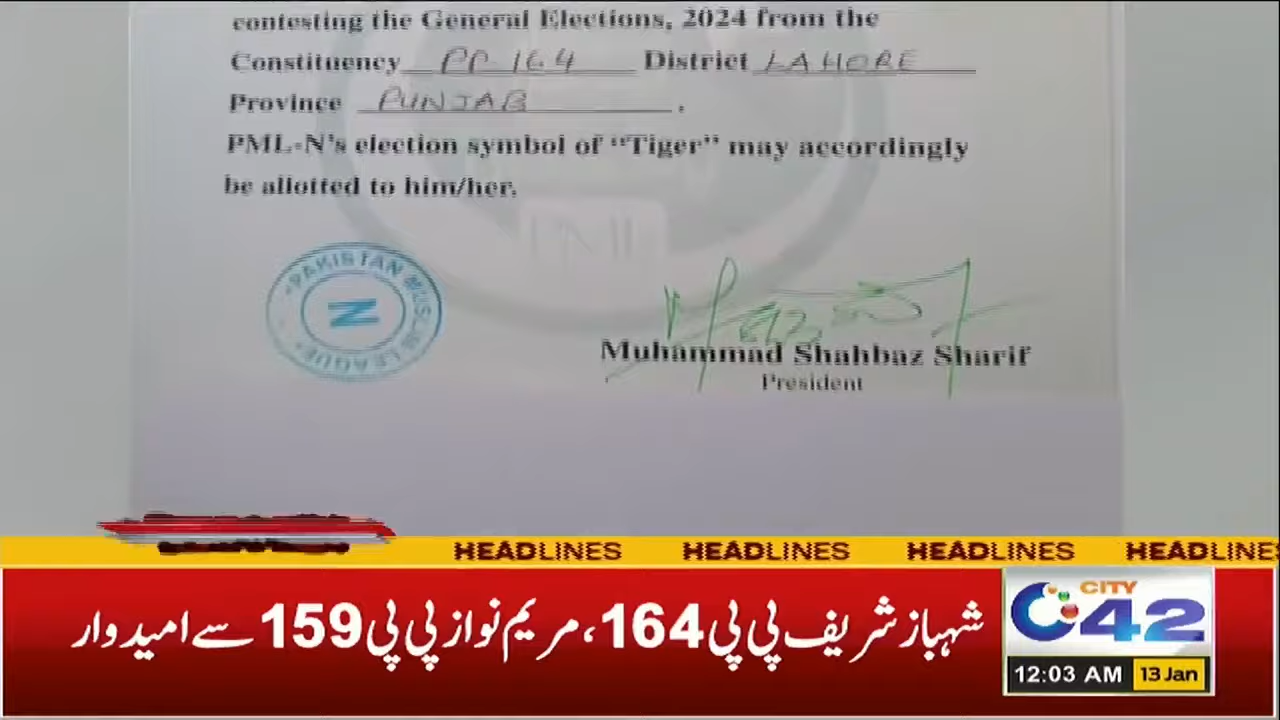 contesting the General Elections, 2024 from the
Constituency PP 164 District LAHORE
Province PUNJAB.
PML-N's election symbol of “Tiger” may accordingly
be allotted to him/her.
PML
PAKISTAN MUSLIM LEAGUE
N
Muhammad Shahbaz Sharif
President
HEADLINES HEADLINES HEADLINES HEADLINES
شہباز شریف پی پی 164، مریم نواز پی پی 159 سے امیدوار
CITY
42
12:03 AM 13 Jan